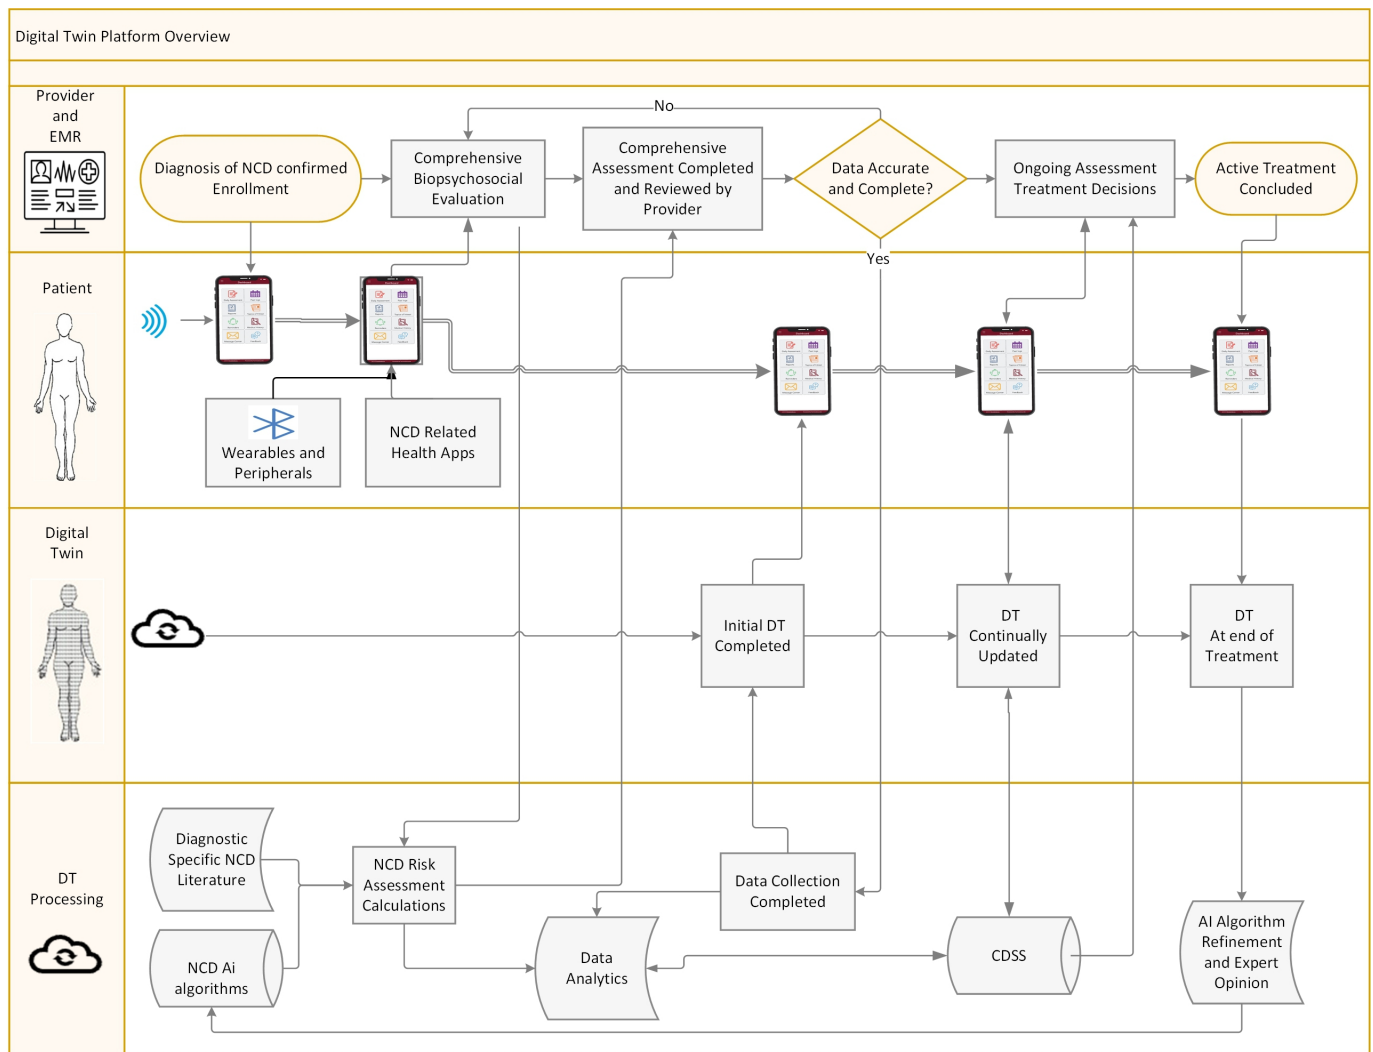 Digital Twin Platform Overview
Provider
and
EMR
Diagnosis of NCD confirmed
Enrollment
Comprehensive
Biopsychosocial
Evaluation
No
Comprehensive
Assessment Completed
and Reviewed by
Provider
Data Accurate
and Complete?
Yes
Ongoing Assessment
Treatment Decisions
Active Treatment
Concluded
Patient
Wearables and
Peripherals
NCD Related
Health Apps
Digital
Twin
Initial DT
Completed
DT
Continually
Updated
DT
At end of
Treatment
DT
Processing
Diagnostic
Specific NCD
Literature
NCD Ai
algorithms
NCD Risk
Assessment
Calculations
Data
Analytics
Data Collection
Completed
CDSS
AI Algorithm
Refinement
and Expert
Opinion